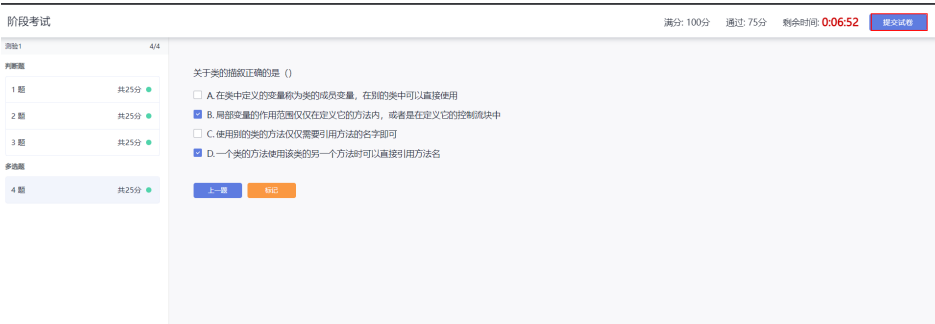 阶段考试
满分: 100分 通过: 75分 剩余时间: 0:06:52 提交试卷
测验1 4/4
判断题
1 题 共25分
2 题 共25分
3 题 共25分
多选题
4 题 共25分
关于类的描叙正确的是（）
A. 在类中定义的变量称为类的成员变量，在别的类中可以直接使用
B. 局部变量的作用范围仅仅在定义它的方法内，或者是在定义它的控制流块中
C. 使用别的类的方法仅仅需要引用方法的名字即可
D. 一个类的方法使用该类的另一个方法时可以直接引用方法名
上一题 标记